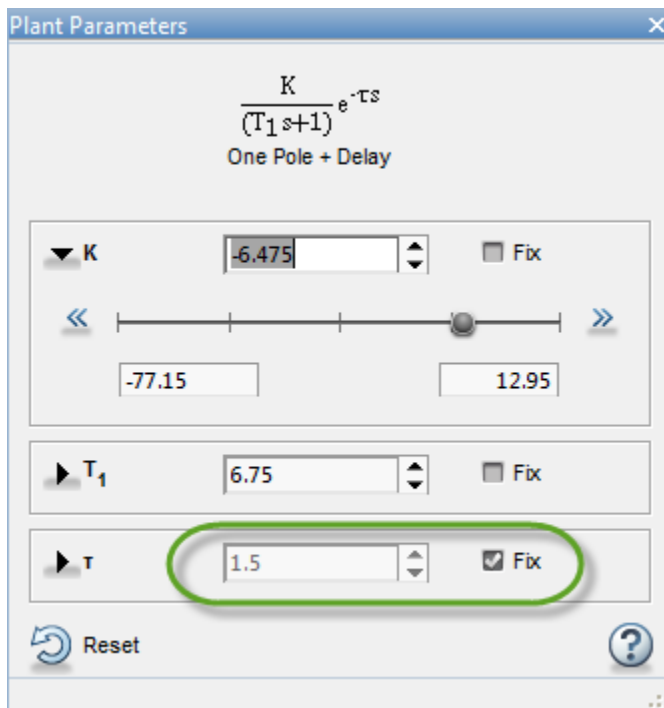 Plant Parameters
K
(T1s+1) e-τs
One Pole + Delay
K -6.475 Fix
-77.15 12.95
T1 6.75 Fix
τ 1.5 Fix
Reset